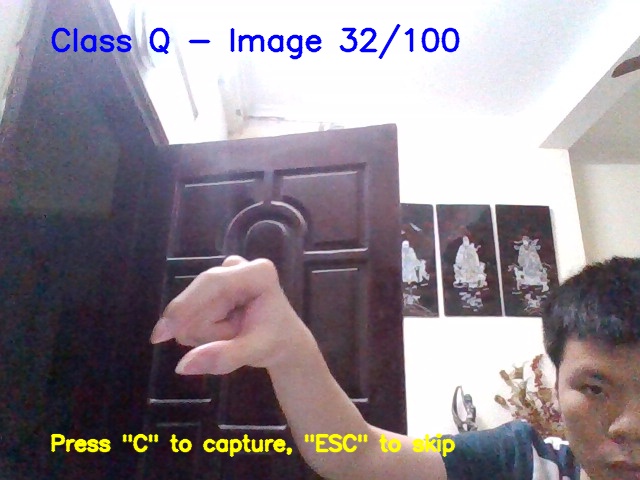 Class Q - Image 32/100
Press "C" to capture, "ESC" to skip